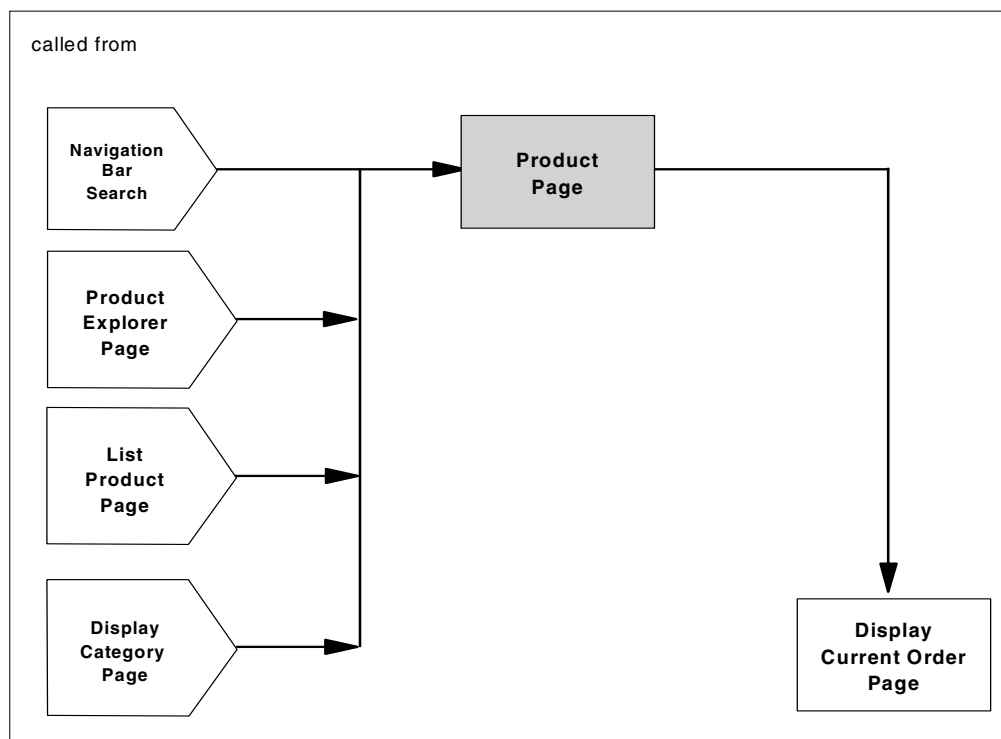 called from
Navigation
Bar
Search
Product
Page
Product
Explorer
Page
List
Product
Page
Display
Category
Page
Display
Current Order
Page